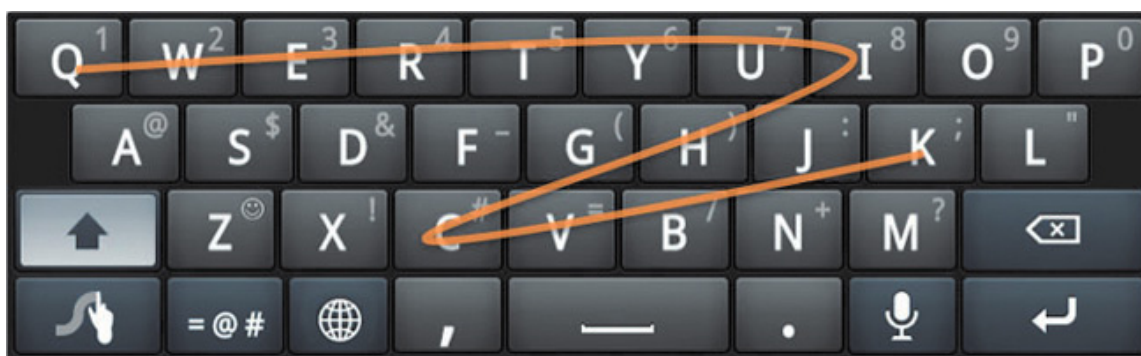 Q 1 W 2 E 3 R 4 T 5 Y 6 U 7 I 8 O 9 P 0
A @ S $ D & F _ G ( H ) J : K ; L "
Z ☺ X ! C # V = B / N + M ?
= @ # , .